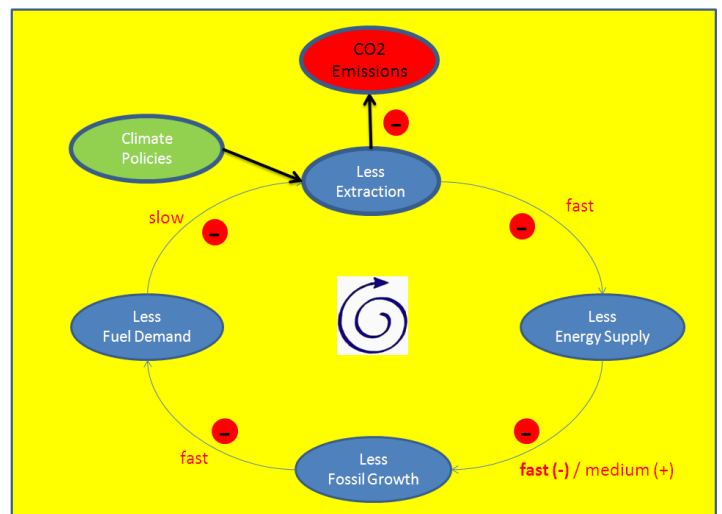 CO2
Emissions
-
Climate
Policies
Less
Extraction
slow
-
fast
-
Less
Fuel Demand
Less
Energy Supply
-
fast
-
fast (-) / medium (+)
Less
Fossil Growth